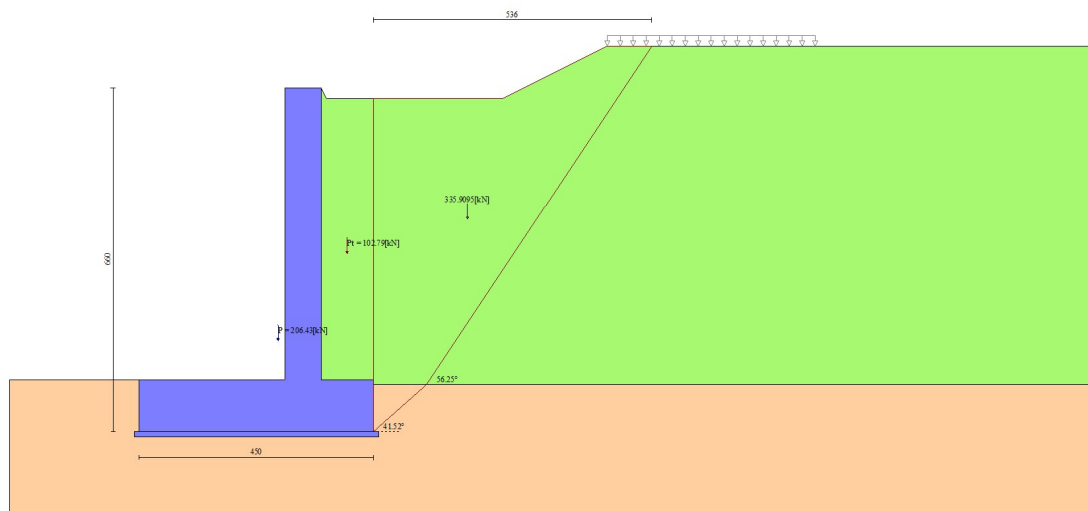 536
335.9095[kN]
Pt = 102.79[kN]
660
P = 206.43[kN]
56.25°
41.52°
450